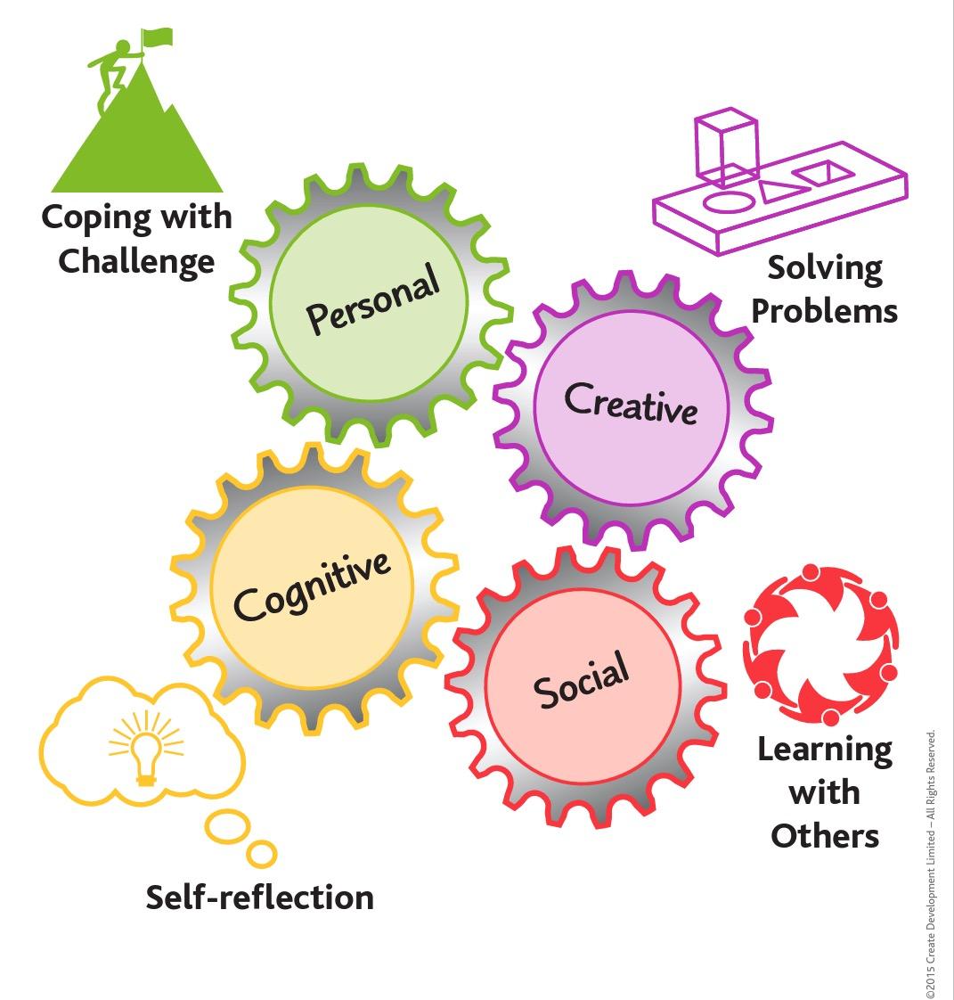 Coping with
Challenge
Personal
Solving
Problems
Creative
Cognitive
Social
Learning
with
Others
Self-reflection
©2015 Create Development Limited – All Rights Reserved.